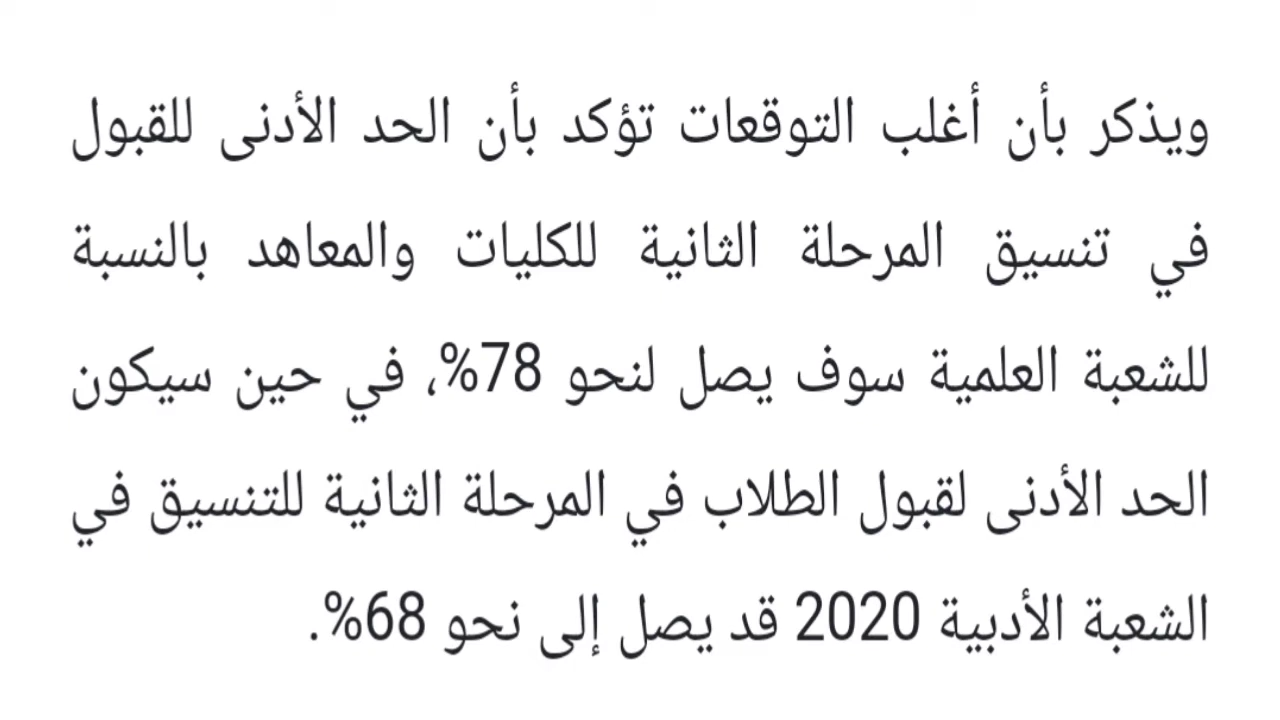 ويذكر بأن أغلب التوقعات تؤكد بأن الحد الأدنى للقبول
في تنسيق المرحلة الثانية للكليات والمعاهد بالنسبة
للشعبة العلمية سوف يصل لنحو 78%، في حين سيكون
الحد الأدنى لقبول الطلاب في المرحلة الثانية للتنسيق في
الشعبة الأدبية 2020 قد يصل إلى نحو 68%.